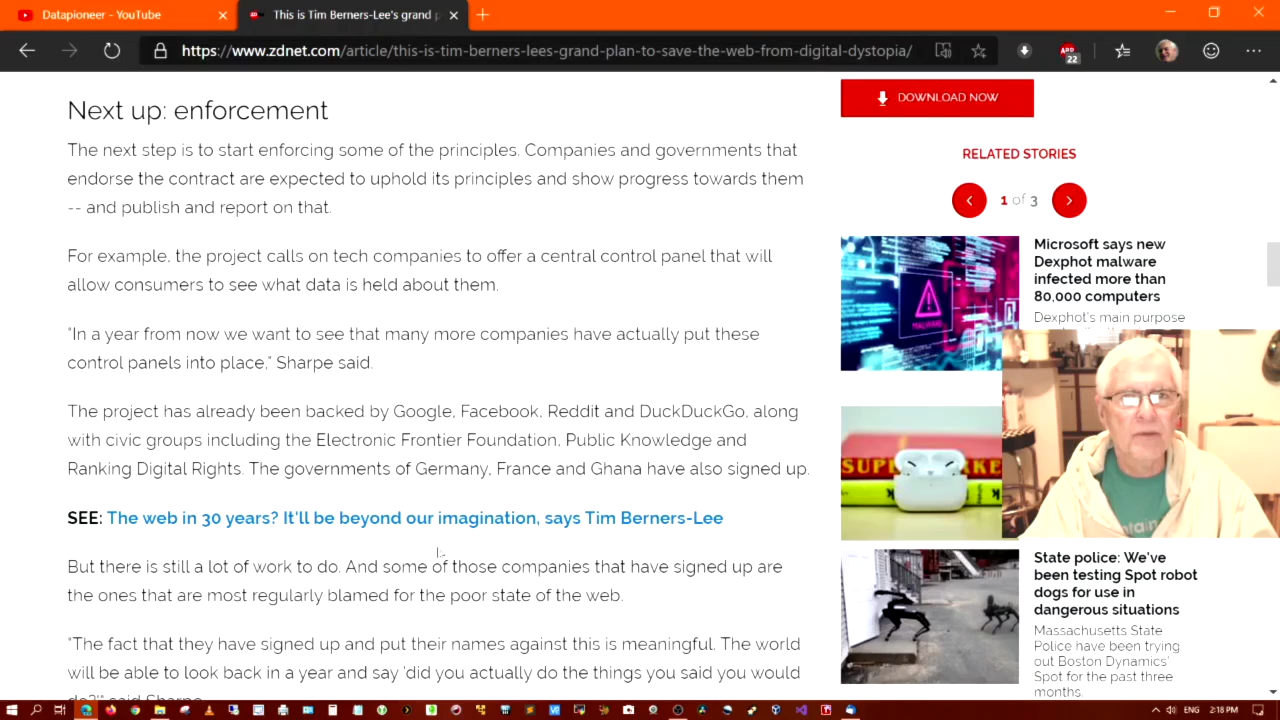 Datapioneer - YouTube
This is Tim Berners-Lee's grand p
https://www.zdnet.com/article/this-is-tim-berners-lees-grand-plan-to-save-the-web-from-digital-dystopia/
22
Next up: enforcement
The next step is to start enforcing some of the principles. Companies and governments that
endorse the contract are expected to uphold its principles and show progress towards them
-- and publish and report on that.
For example, the project calls on tech companies to offer a central control panel that will
allow consumers to see what data is held about them.
"In a year from now we want to see that many more companies have actually put these
control panels into place," Sharpe said.
The project has already been backed by Google, Facebook, Reddit and DuckDuckGo, along
with civic groups including the Electronic Frontier Foundation, Public Knowledge and
Ranking Digital Rights. The governments of Germany, France and Ghana have also signed up.
SEE: The web in 30 years? It'll be beyond our imagination, says Tim Berners-Lee
But there is still a lot of work to do. And some of those companies that have signed up are
the ones that are most regularly blamed for the poor state of the web.
"The fact that they have signed up and put their names against this is meaningful. The world
will be able to look back in a year and say 'did you actually do the things you said you would
do?'" said Sharpe
DOWNLOAD NOW
RELATED STORIES
1 of 3
MALWARE
Microsoft says new
Dexphot malware
infected more than
80,000 computers
Dexphot's main purpose
State police: We've
been testing Spot robot
dogs for use in
dangerous situations
Massachusetts State
Police have been trying
out Boston Dynamics'
Spot for the past three
months.
ENG
2:18 PM